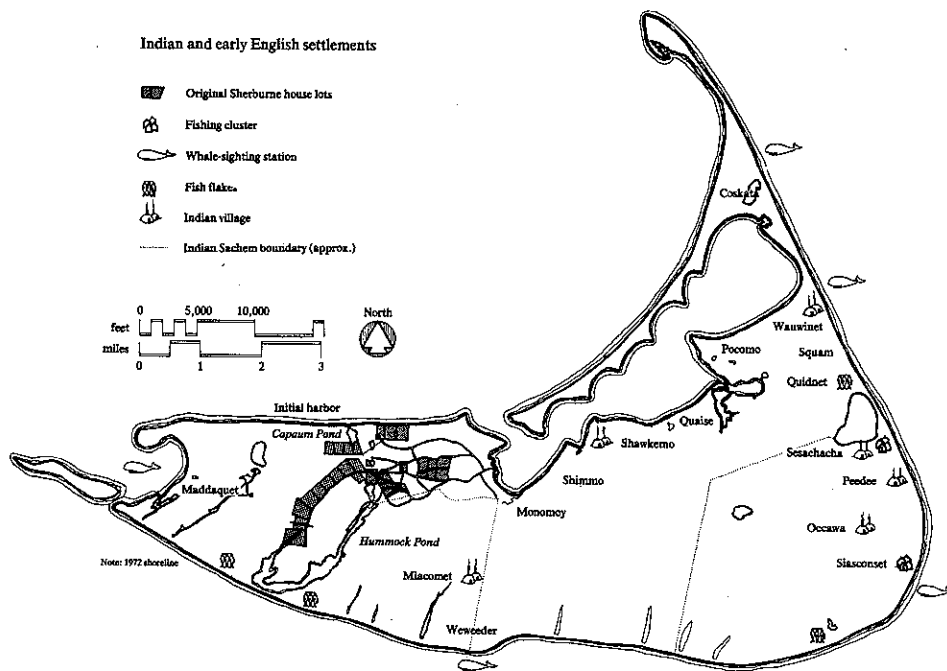 Indian and early English settlements
Original Sherburne house lots
Fishing cluster
Whale-sighting station
Fish flakes
Indian village
Indian Sachem boundary (approx.)
0 5,000 10,000
feet
miles
0 1 2 3
North
Coskata
Wauwinet
Squam
Pocomo
Quidnet
Quaise
Initial harbor
Capaum Pond
Shawkemo
Sesachacha
Shimmo
Peedee
Maddaquet
Monomoy
Occawa
Hummock Pond
Siasconset
Note: 1972 shoreline
Miacomet
Weweeder